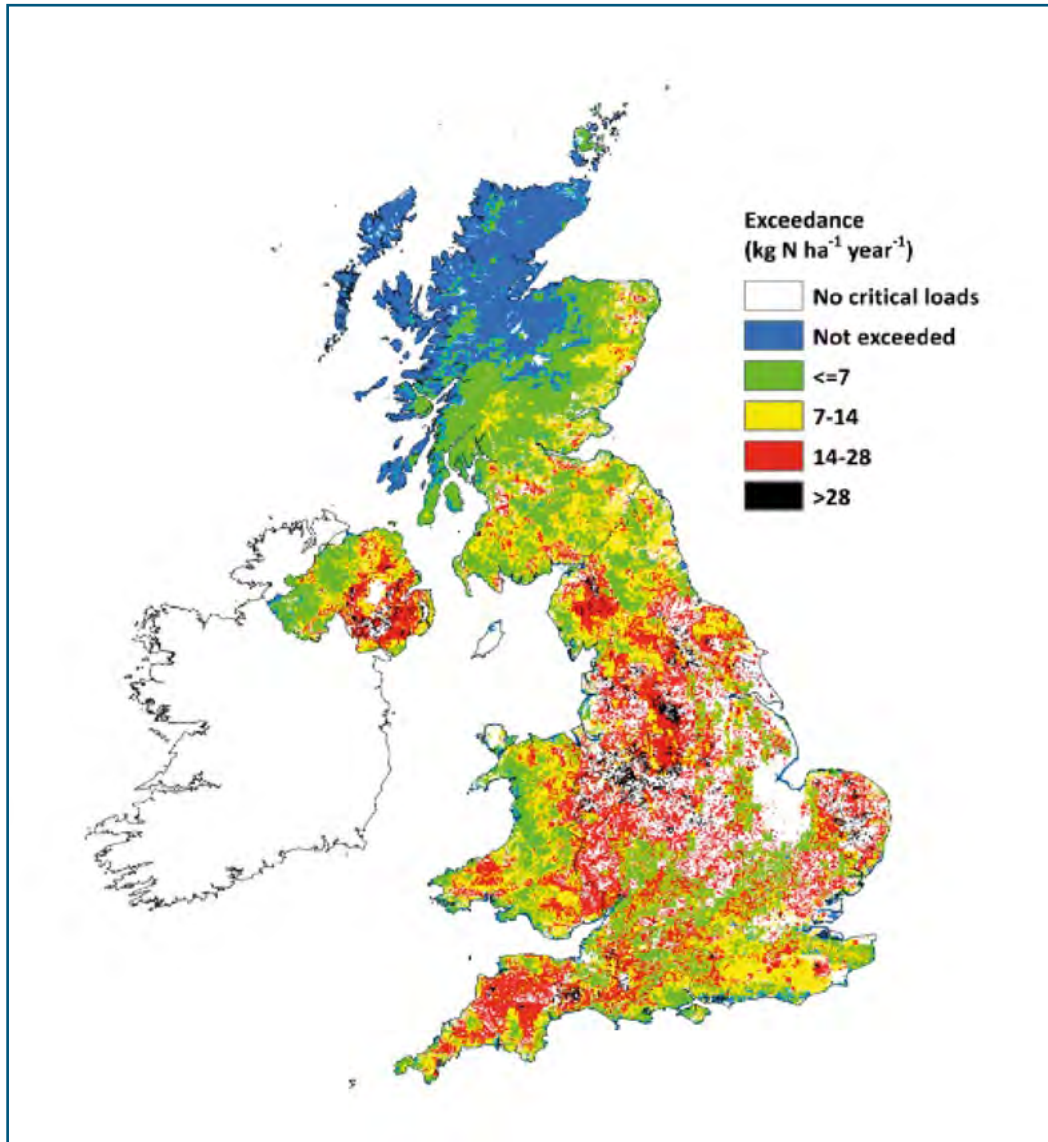 Exceedance
(kg N ha⁻¹ year⁻¹)
No critical loads
Not exceeded
<=7
7-14
14-28
>28